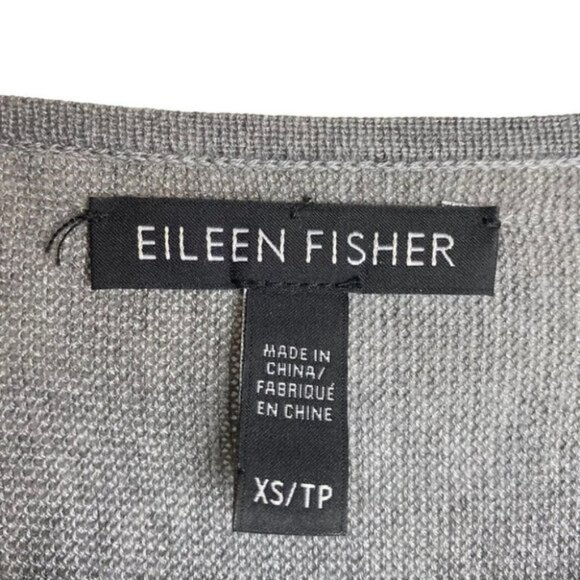 EILEEN FISHER
MADE IN
CHINA/
FABRIQUÉ
EN CHINE
XS/TP